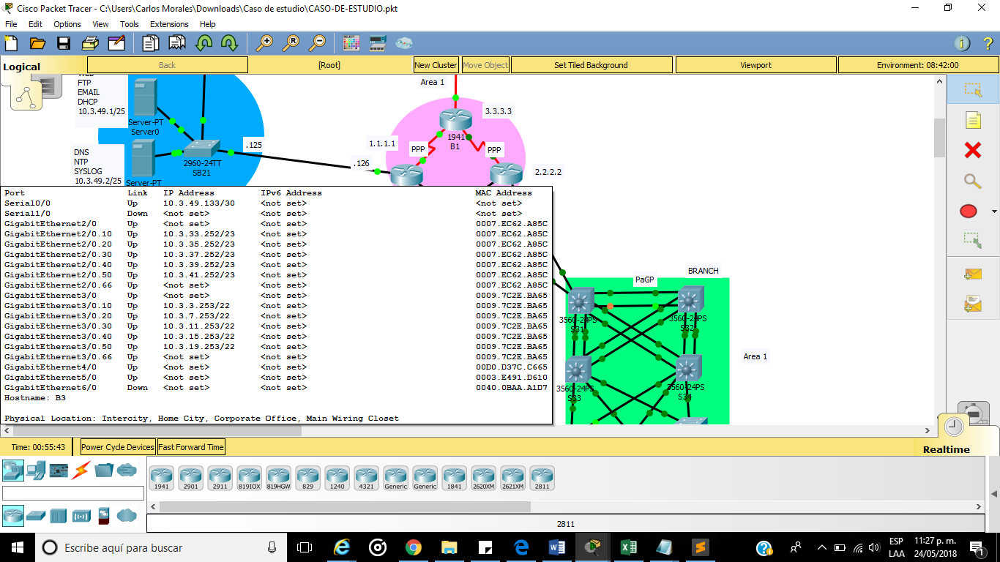 Cisco Packet Tracer - C:\Users\Carlos Morales\Downloads\Caso de estudio\CASO-DE-ESTUDIO.pkt
File Edit Options View Tools Extensions Help
Logical Back [Root] New Cluster Move Object Set Tiled Background Viewport Environment: 08:42:00
FTP
EMAIL
DHCP
10.3.49.1/25
Server-PT
Server0
DNS
NTP
SYSLOG
10.3.49.2/25
Server-PT
2960-24TT
SB21
.125
.126
Area 1
3.3.3.3
1941
B1
1.1.1.1
PPP
PPP
2.2.2.2
Port Link IP Address IPv6 Address MAC Address
Serial0/0 Up 10.3.49.133/30 <not set> <not set>
Serial1/0 Down <not set> <not set> <not set>
GigabitEthernet2/0 Up <not set> <not set> 0007.EC62.A85C
GigabitEthernet2/0.10 Up 10.3.33.252/23 <not set> 0007.EC62.A85C
GigabitEthernet2/0.20 Up 10.3.35.252/23 <not set> 0007.EC62.A85C
GigabitEthernet2/0.30 Up 10.3.37.252/23 <not set> 0007.EC62.A85C
GigabitEthernet2/0.40 Up 10.3.39.252/23 <not set> 0007.EC62.A85C
GigabitEthernet2/0.50 Up 10.3.41.252/23 <not set> 0007.EC62.A85C
GigabitEthernet2/0.66 Up <not set> <not set> 0007.EC62.A85C
GigabitEthernet3/0 Up <not set> <not set> 0009.7C2E.BA65
GigabitEthernet3/0.10 Up 10.3.3.253/22 <not set> 0009.7C2E.BA65
GigabitEthernet3/0.20 Up 10.3.7.253/22 <not set> 0009.7C2E.BA65
GigabitEthernet3/0.30 Up 10.3.11.253/22 <not set> 0009.7C2E.BA65
GigabitEthernet3/0.40 Up 10.3.15.253/22 <not set> 0009.7C2E.BA65
GigabitEthernet3/0.50 Up 10.3.19.253/22 <not set> 0009.7C2E.BA65
GigabitEthernet3/0.66 Up <not set> <not set> 0009.7C2E.BA65
GigabitEthernet4/0 Up <not set> <not set> 00D0.D37C.C665
GigabitEthernet5/0 Up <not set> <not set> 0003.E491.D610
GigabitEthernet6/0 Down <not set> <not set> 0040.0BAA.A1D7
Hostname: B3
Physical Location: Intercity, Home City, Corporate Office, Main Wiring Closet
PaGP
BRANCH
3560-24PS
S31
3560-24PS
S32
3560-24PS
S33
3560-24PS
S34
Area 1
Time: 00:55:43 Power Cycle Devices Fast Forward Time
Realtime
1941 2901 2911 819IOX 819HGW 829 1240 4321 Generic Generic 1841 2620XM 2621XM 2811
2811
Escribe aquí para buscar
ESP
LAA
11:27 p. m.
24/05/2018
1